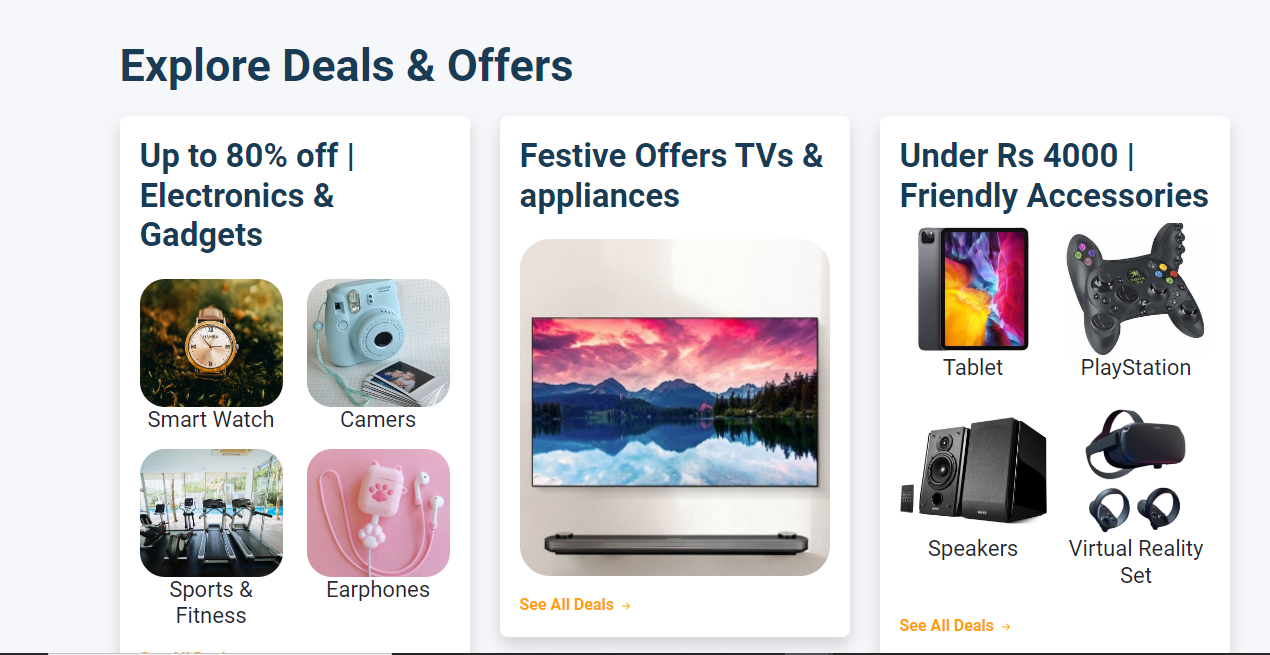 Explore Deals & Offers
Up to 80% off |
Electronics &
Gadgets
Smart Watch
Camers
Sports &
Fitness
Earphones
Festive Offers TVs &
appliances
See All Deals →
Under Rs 4000 |
Friendly Accessories
Tablet
PlayStation
Speakers
Virtual Reality
Set
See All Deals →